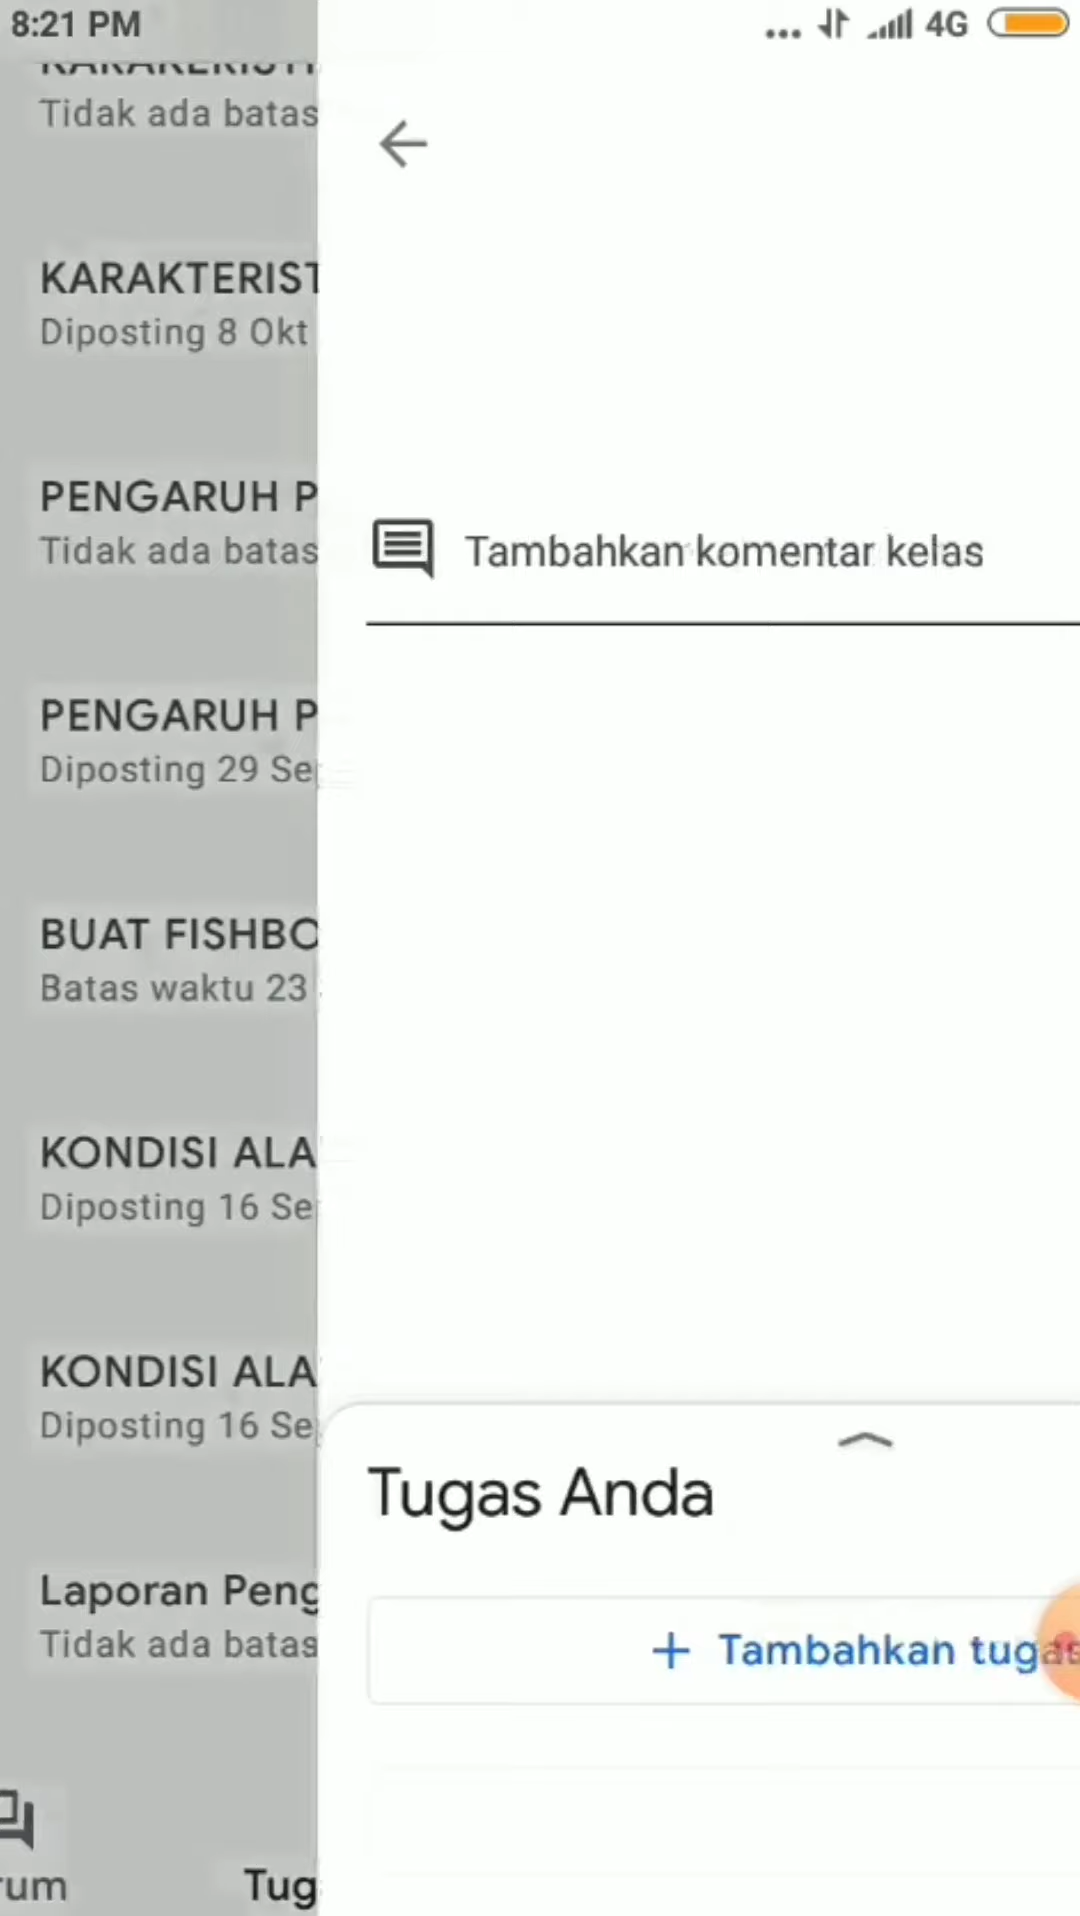 8:21 PM
4G
Tidak ada batas
KARAKTERIST
Diposting 8 Okt
PENGARUH P
Tidak ada batas
PENGARUH P
Diposting 29 Se
BUAT FISHBO
Batas waktu 23
KONDISI ALA
Diposting 16 Se
KONDISI ALA
Diposting 16 Se
Laporan Peng
Tidak ada batas
rum
Tug
Tambahkan komentar kelas
Tugas Anda
+ Tambahkan tugas